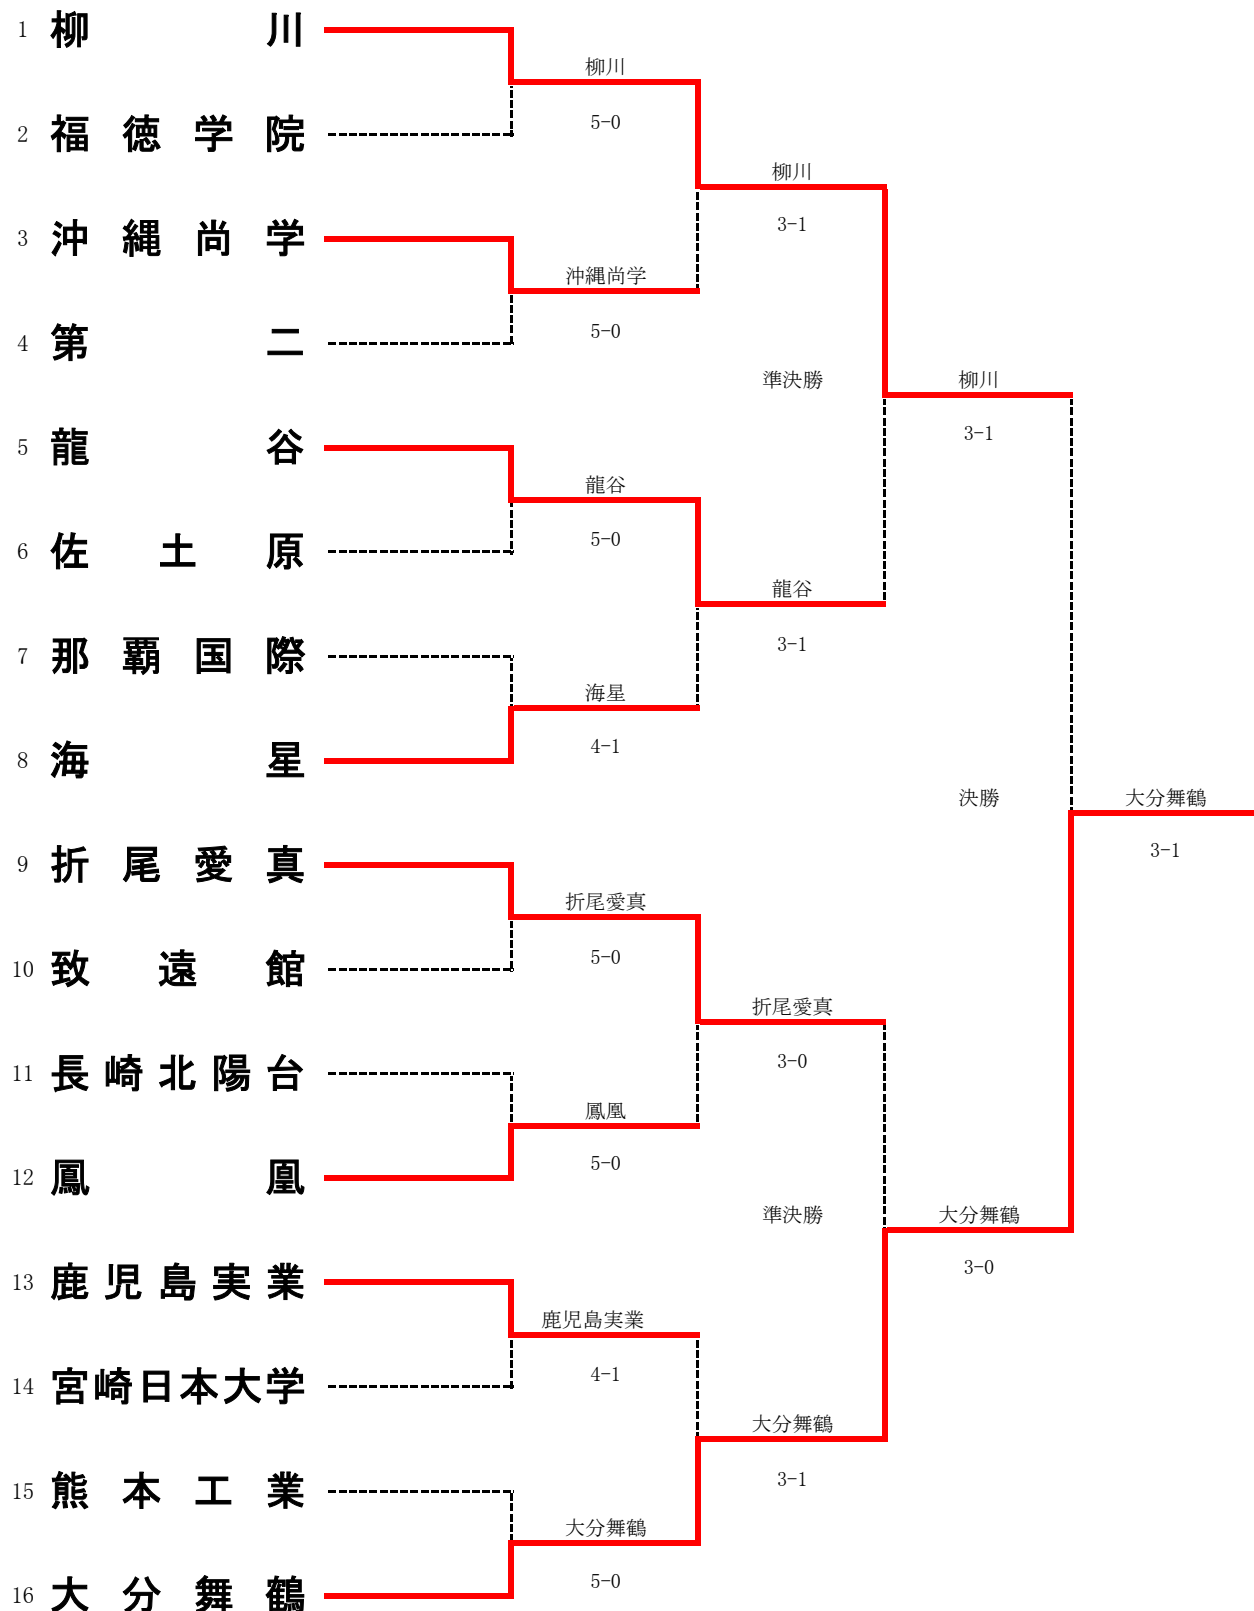 1 柳川
柳川
2 福徳学院
5-0
柳川
3 沖縄尚学
3-1
沖縄尚学
4 第二
5-0
準決勝
柳川
3-1
5 龍谷
龍谷
6 佐土原
5-0
龍谷
7 那覇国際
3-1
海星
8 海星
4-1
決勝
大分舞鶴
3-1
9 折尾愛真
折尾愛真
10 致遠館
5-0
折尾愛真
11 長崎北陽台
3-0
鳳凰
12 鳳凰
5-0
準決勝
大分舞鶴
3-0
13 鹿児島実業
鹿児島実業
14 宮崎日本大学
4-1
大分舞鶴
15 熊本工業
3-1
大分舞鶴
16 大分舞鶴
5-0